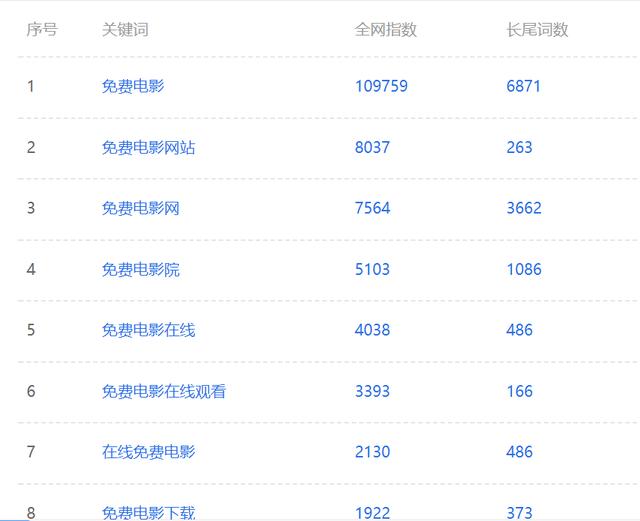 序号 关键词 全网指数 长尾词数
1 免费电影 109759 6871
2 免费电影网站 8037 263
3 免费电影网 7564 3662
4 免费电影院 5103 1086
5 免费电影在线 4038 486
6 免费电影在线观看 3393 166
7 在线免费电影 2130 486
8 免费电影下载 1922 373